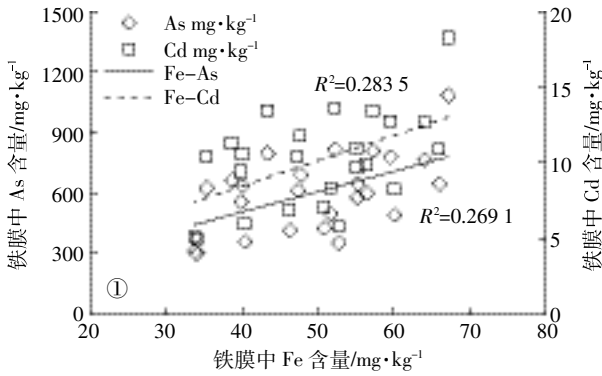 1500
1200
900
600
300
0
铁膜中 As 含量/mg·kg⁻¹
As mg·kg⁻¹
Cd mg·kg⁻¹
Fe-As
Fe-Cd
R²=0.283 5
R²=0.269 1
①
20
15
10
5
0
铁膜中 Cd 含量/mg·kg⁻¹
20 30 40 50 60 70 80
铁膜中 Fe 含量/mg·kg⁻¹